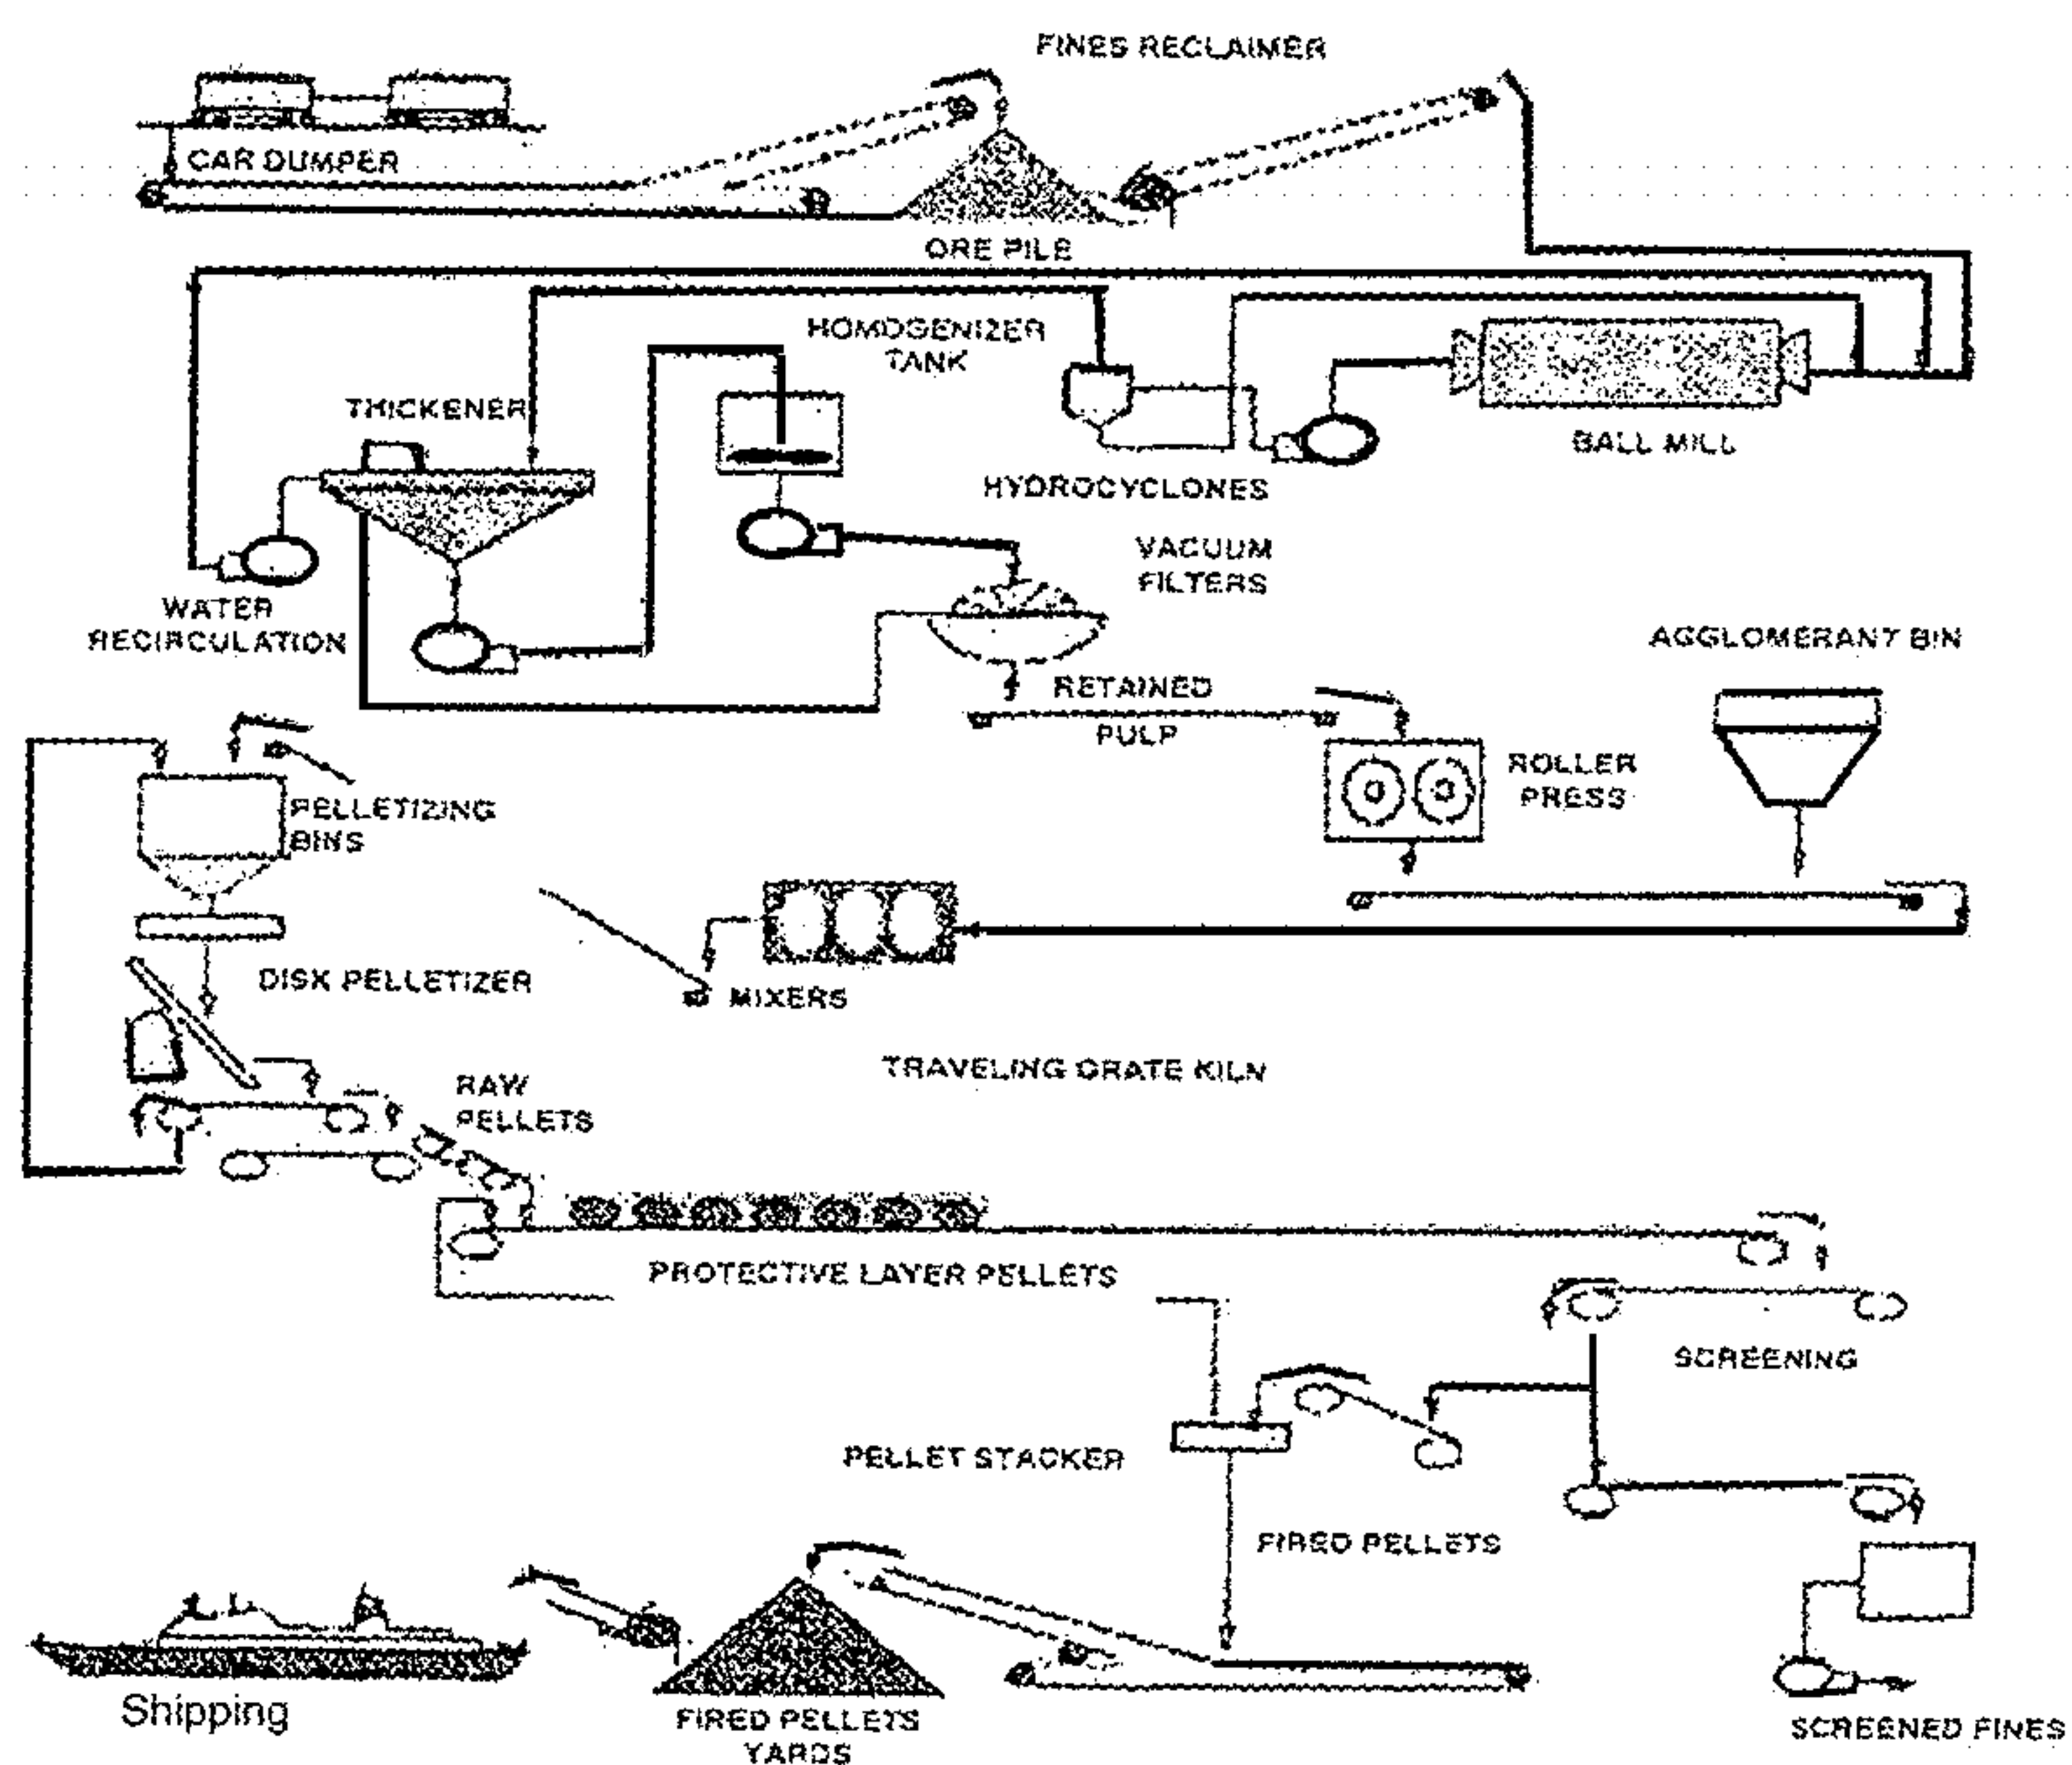 FINES RECLAIMER
CAR DUMPER
ORE PILE
HOMOGENIZER
TANK
THICKENER
BALL MILL
HYDROCYCLONES
VACUUM
FILTERS
WATER
RECIRCULATION
AGGLOMERANT BIN
RETAINED
PULP
ROLLER
PRESS
PELLETIZING
BINS
DISK PELLETIZER
MIXERS
TRAVELING GRATE KILN
RAW
PELLETS
PROTECTIVE LAYER PELLETS
SCREENING
PELLET STACKER
FIRED PELLETS
Shipping
FIRED PELLETS
YARDS
SCREENED FINES